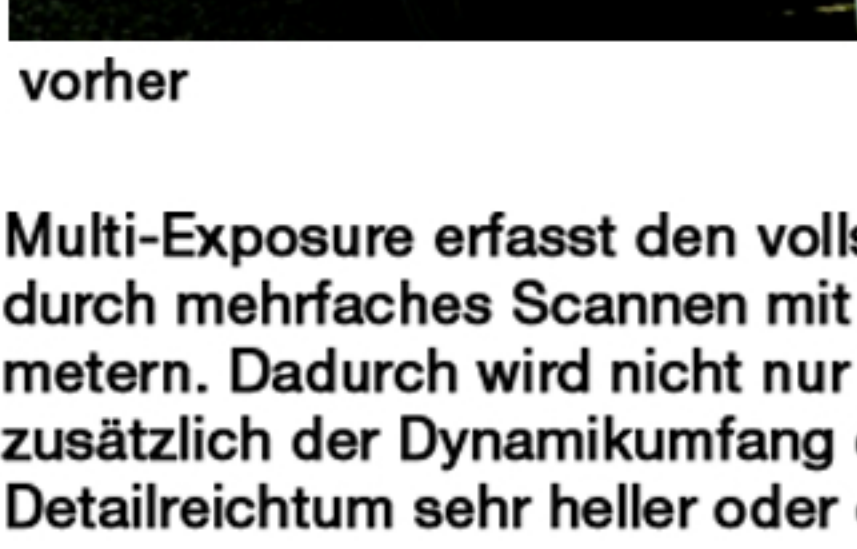 vorher
Multi-Exposure erfasst den
durch mehrfaches Scannen mit
metern. Dadurch wird nicht nur
zusätzlich der Dynamikumfang
Detailreichtum sehr heller oder